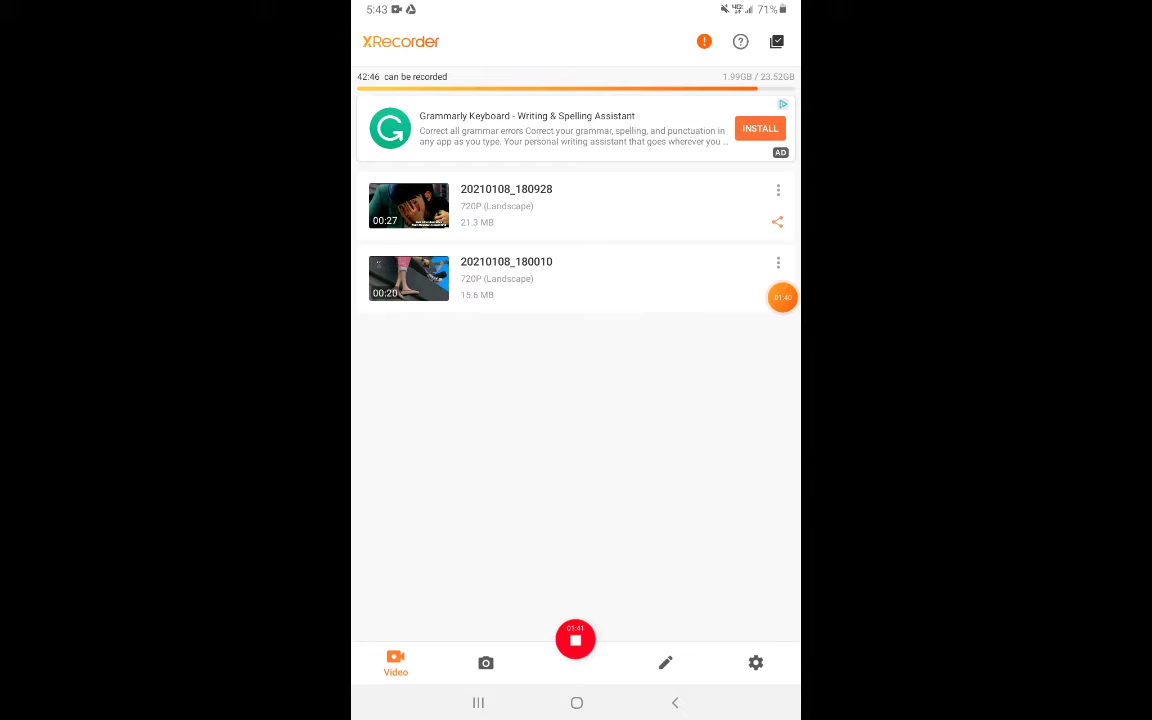 5:43 71%
XRecorder
42:46 can be recorded 1.99GB / 23.52GB
Grammarly Keyboard - Writing & Spelling Assistant
Correct all grammar errors Correct your grammar, spelling, and punctuation in
any app as you type. Your personal writing assistant that goes wherever you ...
INSTALL
AD
20210108_180928
720P (Landscape)
21.3 MB
00:27
20210108_180010
720P (Landscape)
15.6 MB
00:20
01:40
01:41
Video